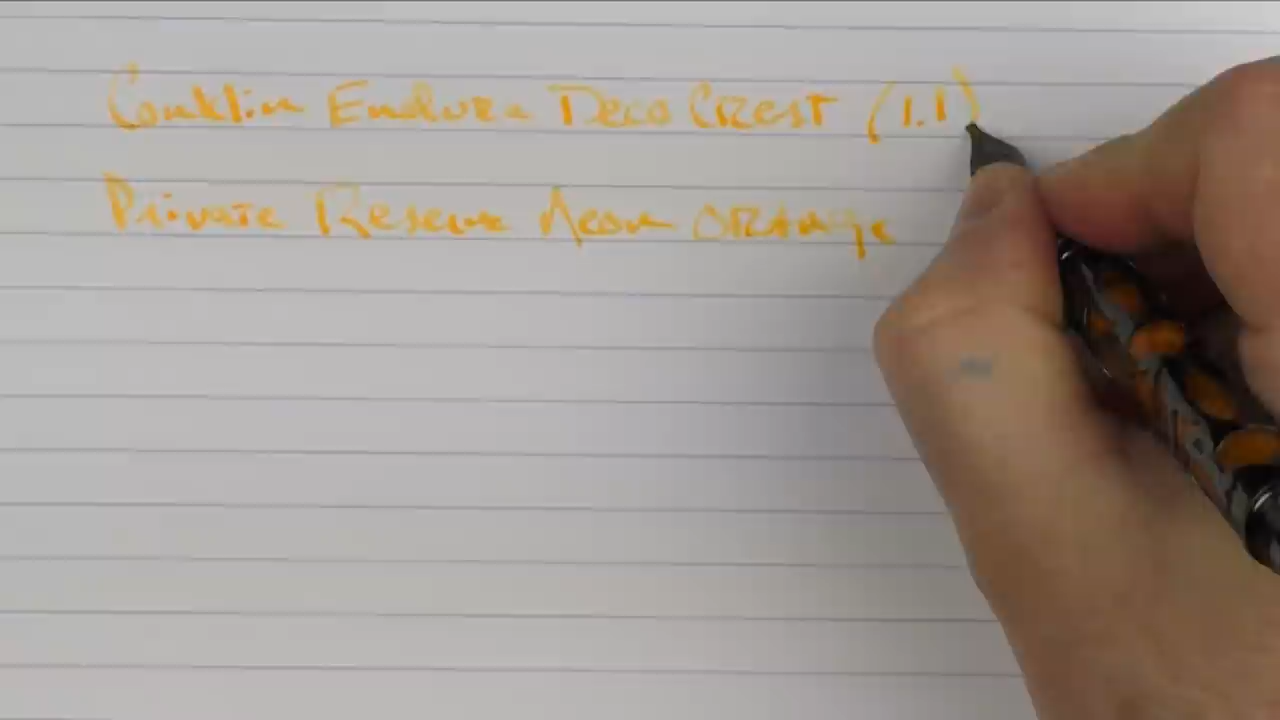 Conklin Endura Deco Crest (1.1)
Private Reserve Neon Orange